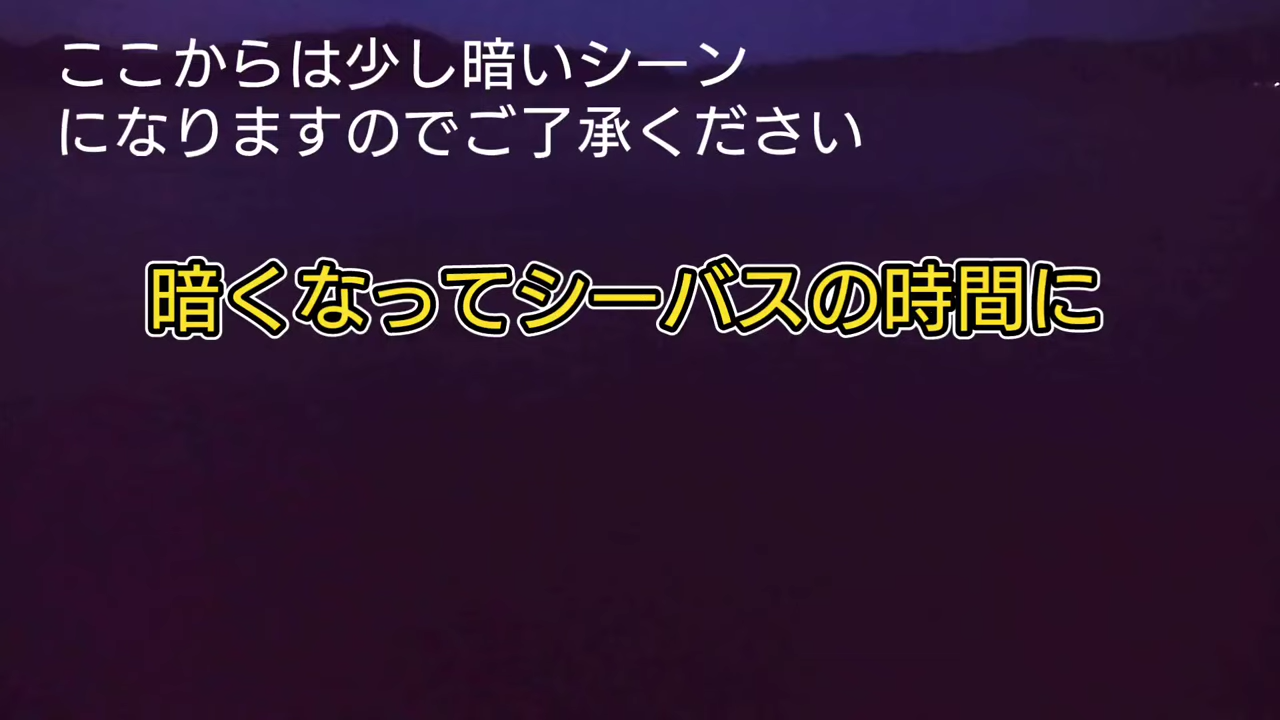 ここからは少し暗いシーン
になりますのでご了承ください
暗くなってシーバスの時間に